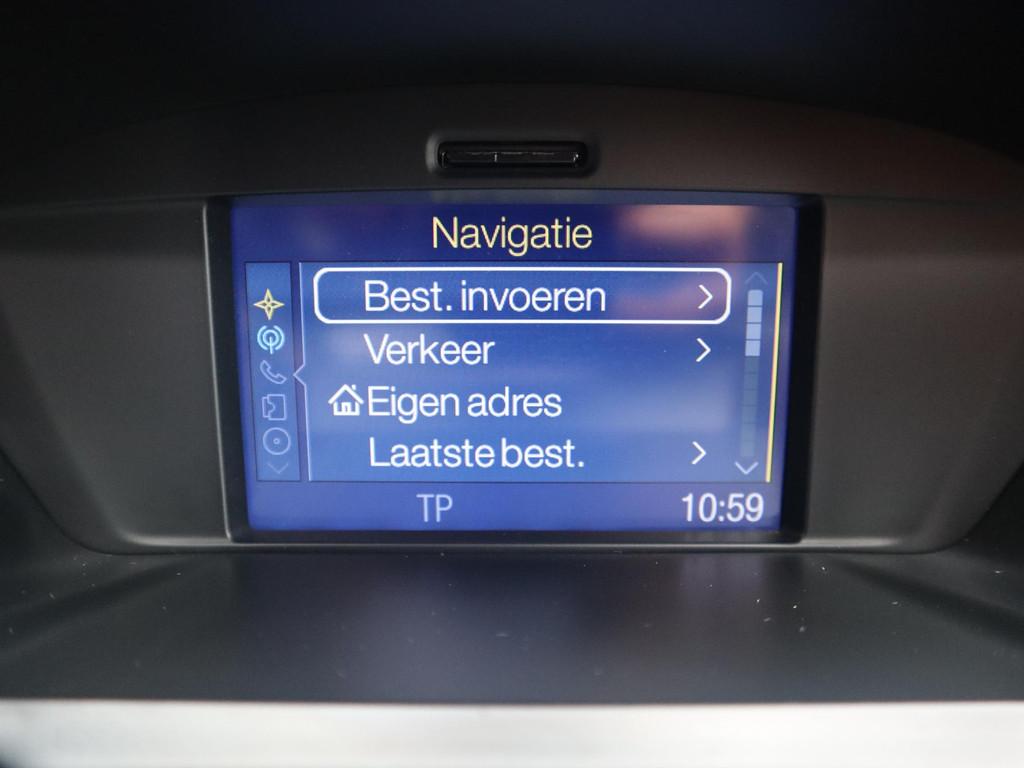 Navigatie
Best. invoeren
Verkeer
Eigen adres
Laatste best.
TP 10:59